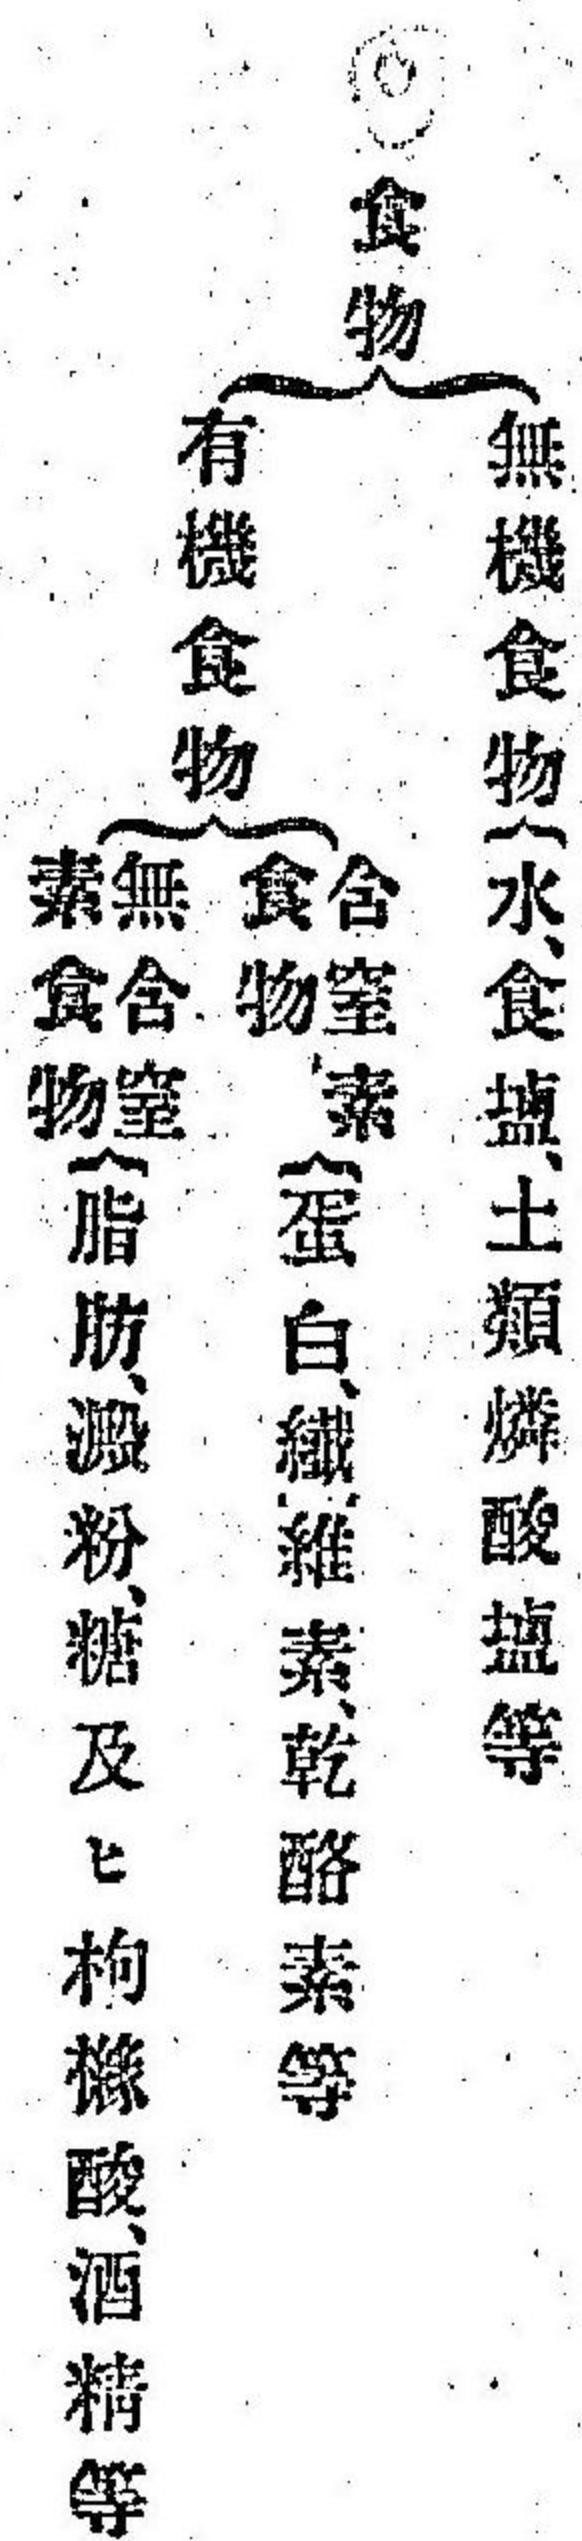 食物
無機食物
水、食塩、土類燐酸塩等
有機食物
含窒素
食物
蛋白、纎維素、乾酪素等
無含窒
素食物
脂肪、澱粉、糖及ヒ枸櫞酸、酒精等